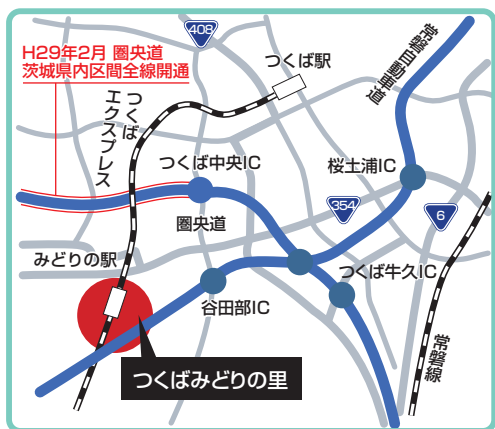 408
H29年2月 圏央道
茨城県内区間全線開通
つくば駅
常磐自動車道
つくば
エクスプレス
つくば中央IC
桜土浦IC
354
6
圏央道
みどりの駅
つくば牛久IC
谷田部IC
常磐線
つくばみどりの里